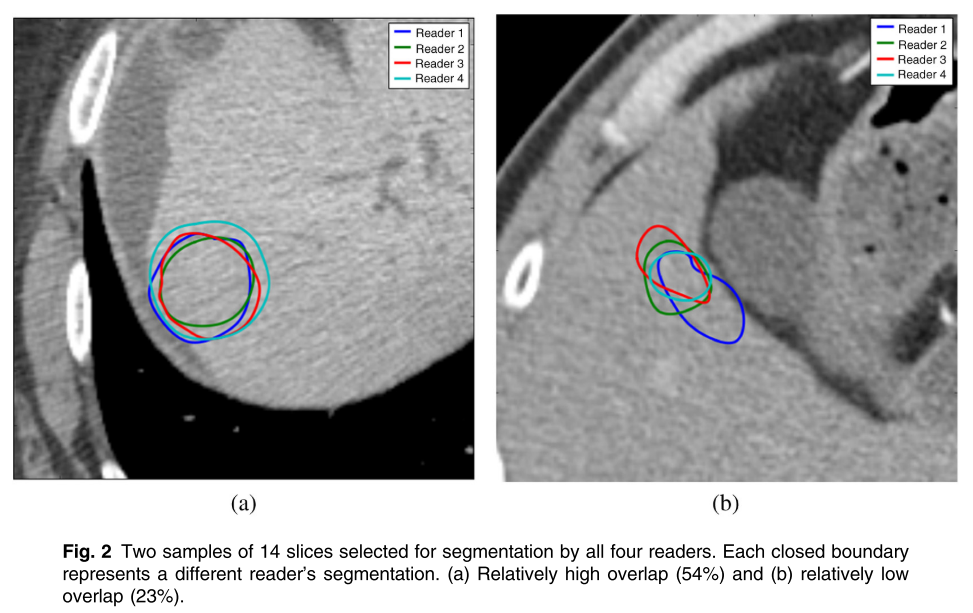 Reader 1
Reader 2
Reader 3
Reader 4
Reader 1
Reader 2
Reader 3
Reader 4
(a)
(b)
Fig. 2 Two samples of 14 slices selected for segmentation by all four readers. Each closed boundary
represents a different reader's segmentation. (a) Relatively high overlap (54%) and (b) relatively low
overlap (23%).